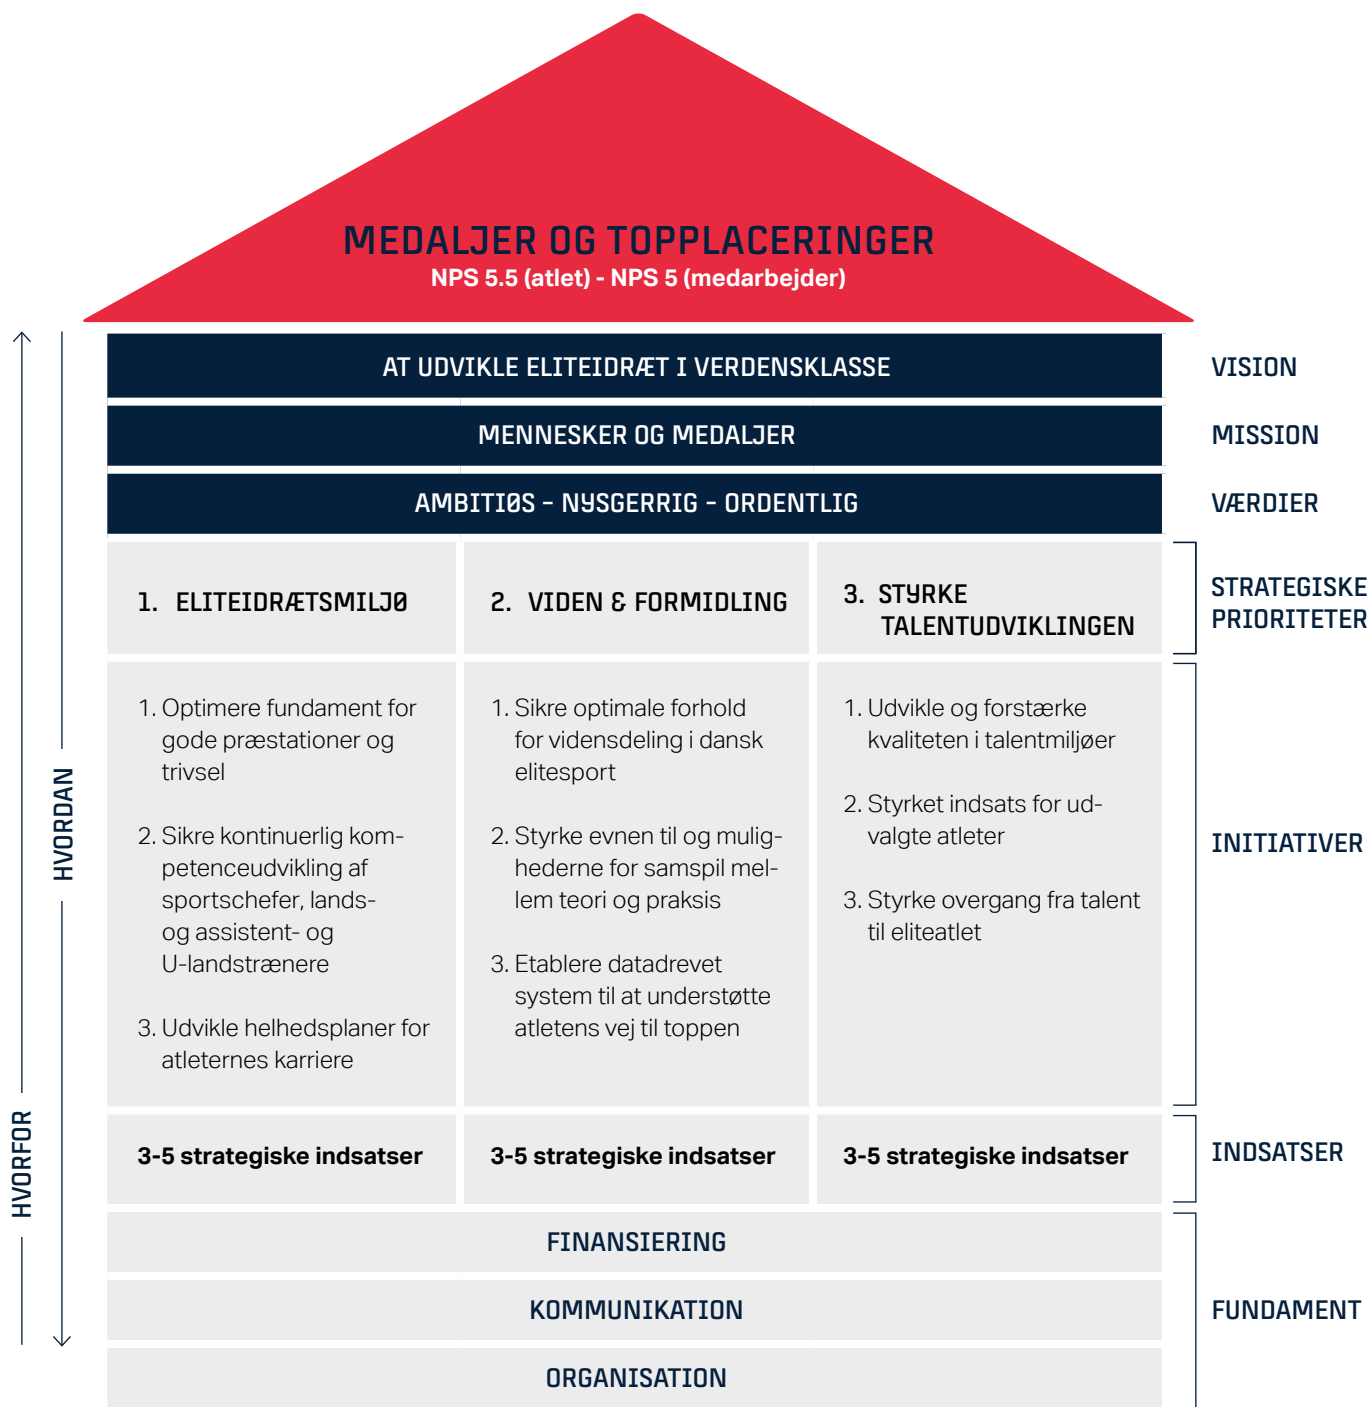 MEDALJER OG TOPPLACERINGER
NPS 5.5 (atlet) - NPS 5 (medarbejder)
AT UDVIKLE ELITEIDRÆT I VERDENSKLASSE
VISION
MENNESKER OG MEDALJER
MISSION
AMBITIØS - NYSGERRIG - ORDENTLIG
VÆRDIER
1. ELITEIDRÆTSMILJØ
2. VIDEN & FORMIDLING
3. STYRKE
TALENTUDVIKLINGEN
STRATEGISKE
PRIORITETER
1. Optimere fundament for
gode præstationer og
trivsel
2. Sikre kontinuerlig kom-
petenceudvikling af
sportschefer, lands-
og assistent- og
U-landstrænere
3. Udvikle helhedsplaner for
atleternes karriere
1. Sikre optimale forhold
for vidensdeling i dansk
elitesport
2. Styrke evnen til og mulig-
hederne for samspil mel-
lem teori og praksis
3. Etablere datadrevet
system til at understøtte
atletens vej til toppen
1. Udvikle og forstærke
kvaliteten i talentmiljøer
2. Styrket indsats for ud-
valgte atleter
3. Styrke overgang fra talent
til eliteatlet
INITIATIVER
3-5 strategiske indsatser
3-5 strategiske indsatser
3-5 strategiske indsatser
INDSATSER
FINANSIERING
KOMMUNIKATION
ORGANISATION
FUNDAMENT
HVORDAN
HVORFOR